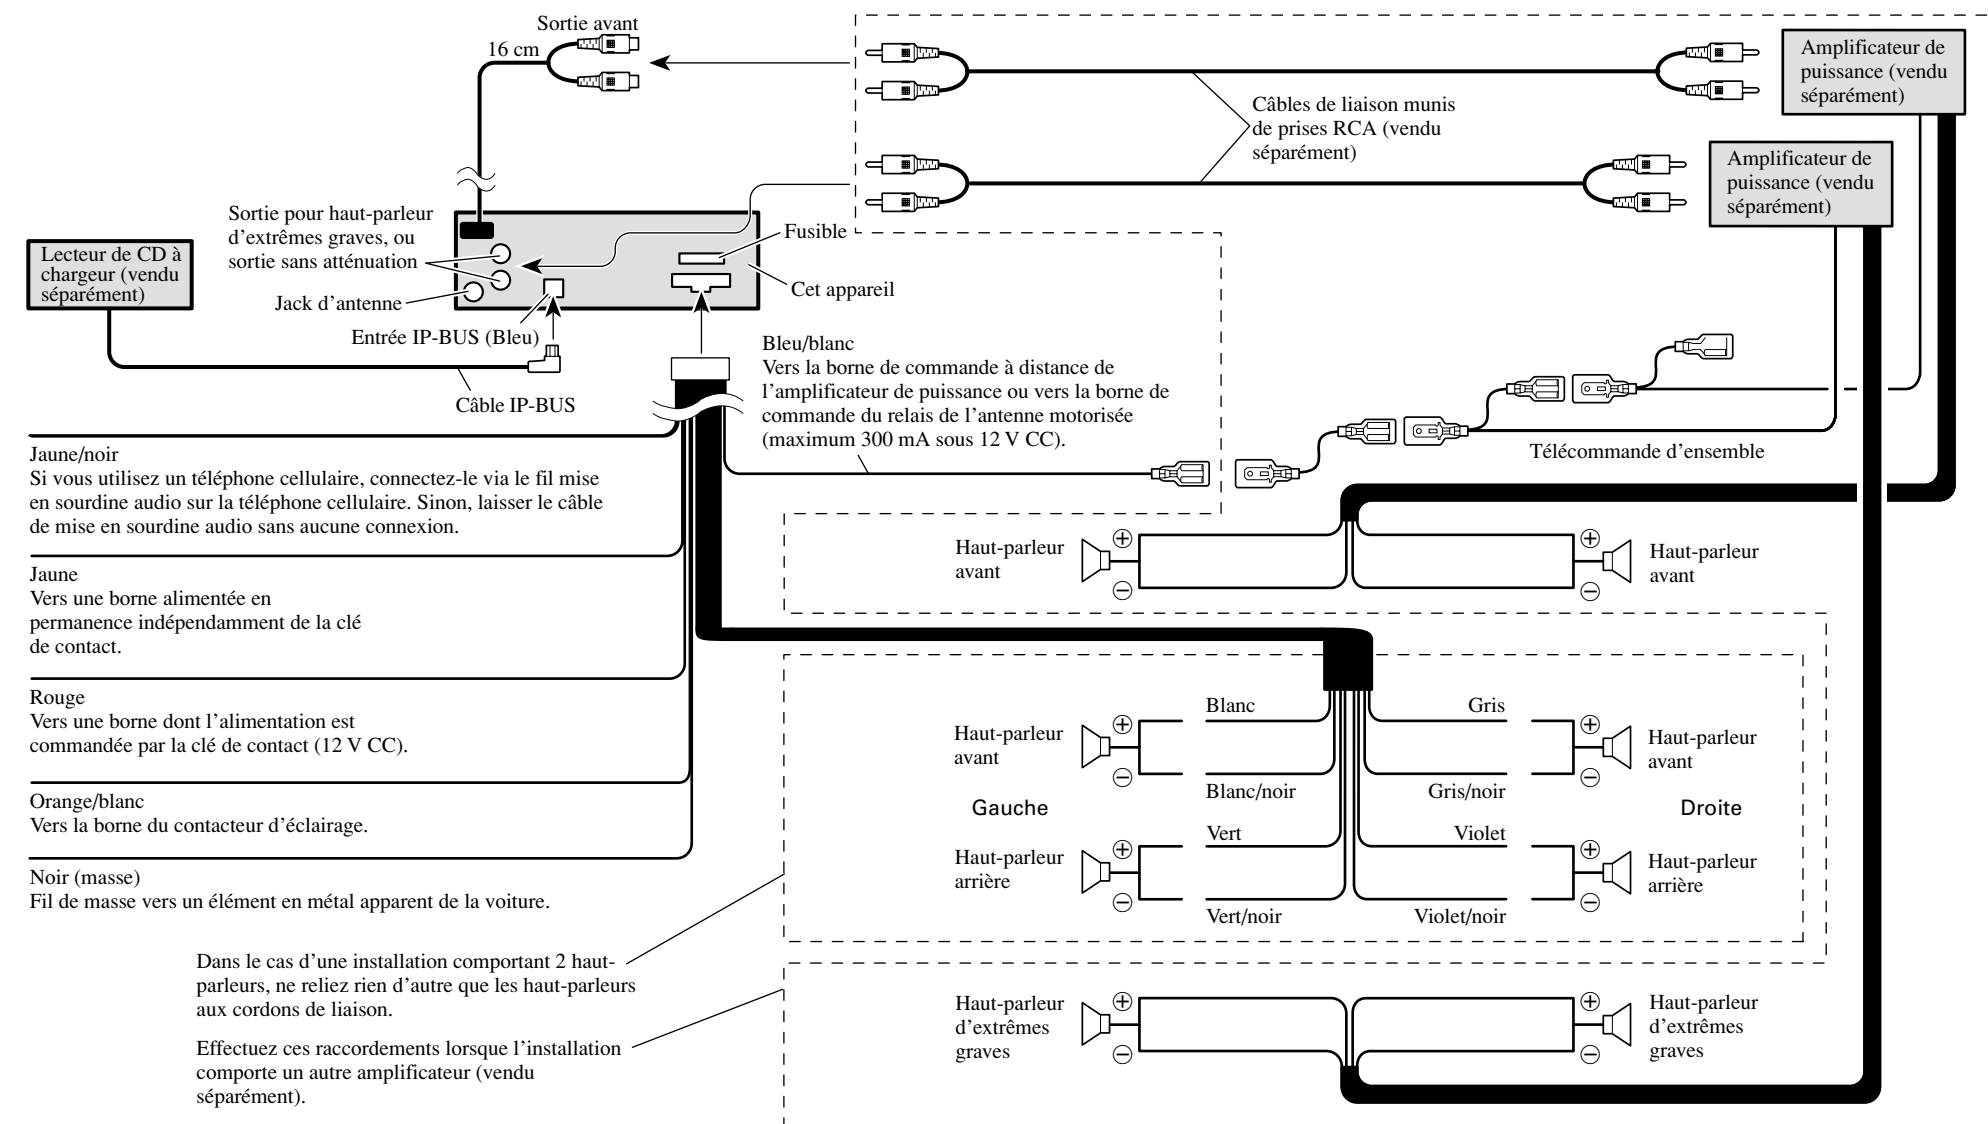 Sortie avant
16 cm
Amplificateur de
puissance (vendu
séparément)
Câbles de liaison munis
de prises RCA (vendu
séparément)
Amplificateur de
puissance (vendu
séparément)
Sortie pour haut-parleur
d'extrêmes graves, ou
sortie sans atténuation
Fusible
Lecteur de CD à
chargeur (vendu
séparément)
Jack d'antenne
Cet appareil
Entrée IP-BUS (Bleu)
Câble IP-BUS
Bleu/blanc
Vers la borne de commande à distance de
l'amplificateur de puissance ou vers la borne de
commande du relais de l'antenne motorisée
(maximum 300 mA sous 12 V CC).
Télécommande d'ensemble
Jaune/noir
Si vous utilisez un téléphone cellulaire, connectez-le via le fil mise
en sourdine audio sur la téléphone cellulaire. Sinon, laisser le câble
de mise en sourdine audio sans aucune connexion.
Jaune
Vers une borne alimentée en
permanence indépendamment de la clé
de contact.
Rouge
Vers une borne dont l'alimentation est
commandée par la clé de contact (12 V CC).
Orange/blanc
Vers la borne du contacteur d'éclairage.
Noir (masse)
Fil de masse vers un élément en métal apparent de la voiture.
Haut-parleur
avant
+
−
+
−
Haut-parleur
avant
Haut-parleur
avant
+
−
Blanc
Blanc/noir
Gris
Gris/noir
+
−
Haut-parleur
avant
Gauche
Droite
Haut-parleur
arrière
+
−
Vert
Vert/noir
Violet
Violet/noir
+
−
Haut-parleur
arrière
Dans le cas d'une installation comportant 2 haut-
parleurs, ne reliez rien d'autre que les haut-parleurs
aux cordons de liaison.
Effectuez ces raccordements lorsque l'installation
comporte un autre amplificateur (vendu
séparément).
Haut-parleur
d'extrêmes
graves
+
−
+
−
Haut-parleur
d'extrêmes
graves